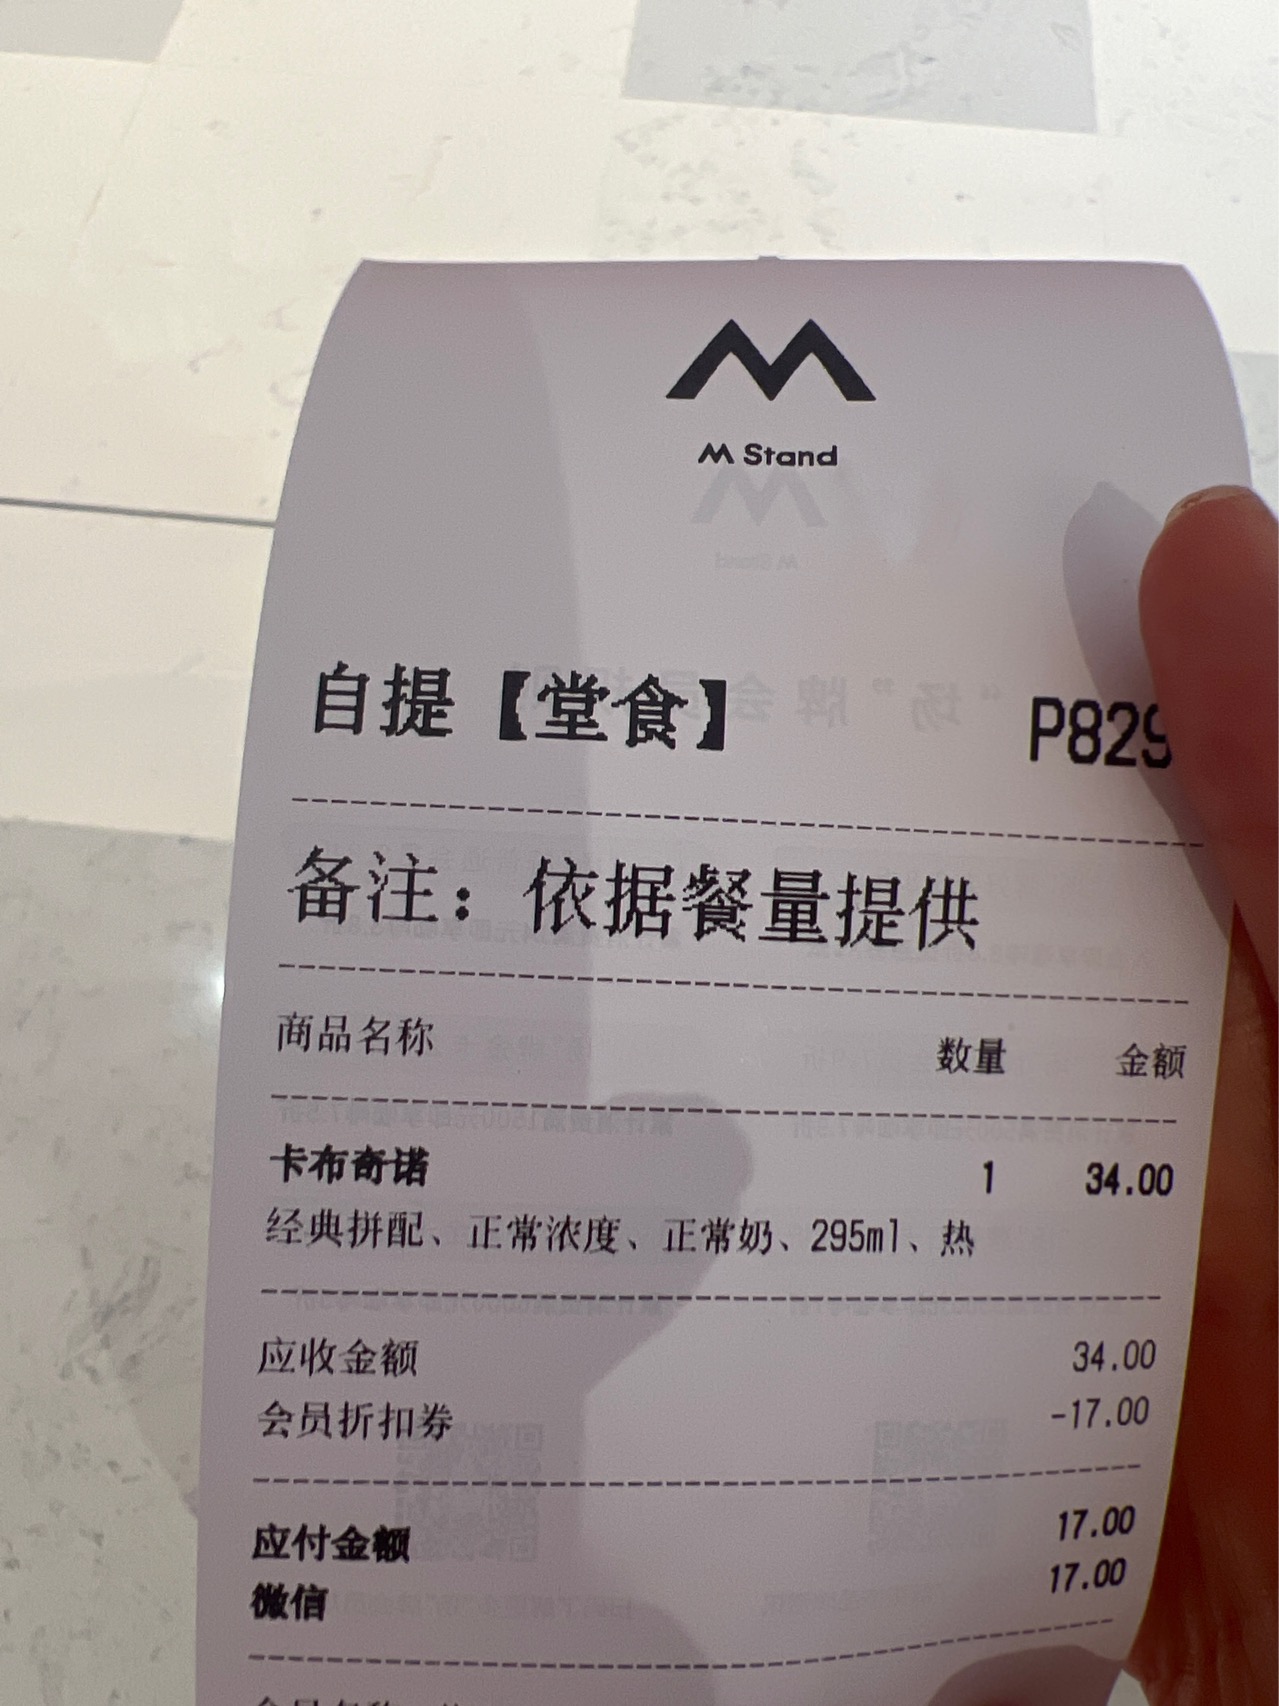 M Stand
自提【堂食】 P829
备注：依据餐量提供
商品名称 数量 金额
卡布奇诺 1 34.00
经典拼配、正常浓度、正常奶、295ml、热
应收金额 34.00
会员折扣券 -17.00
应付金额 17.00
微信 17.00